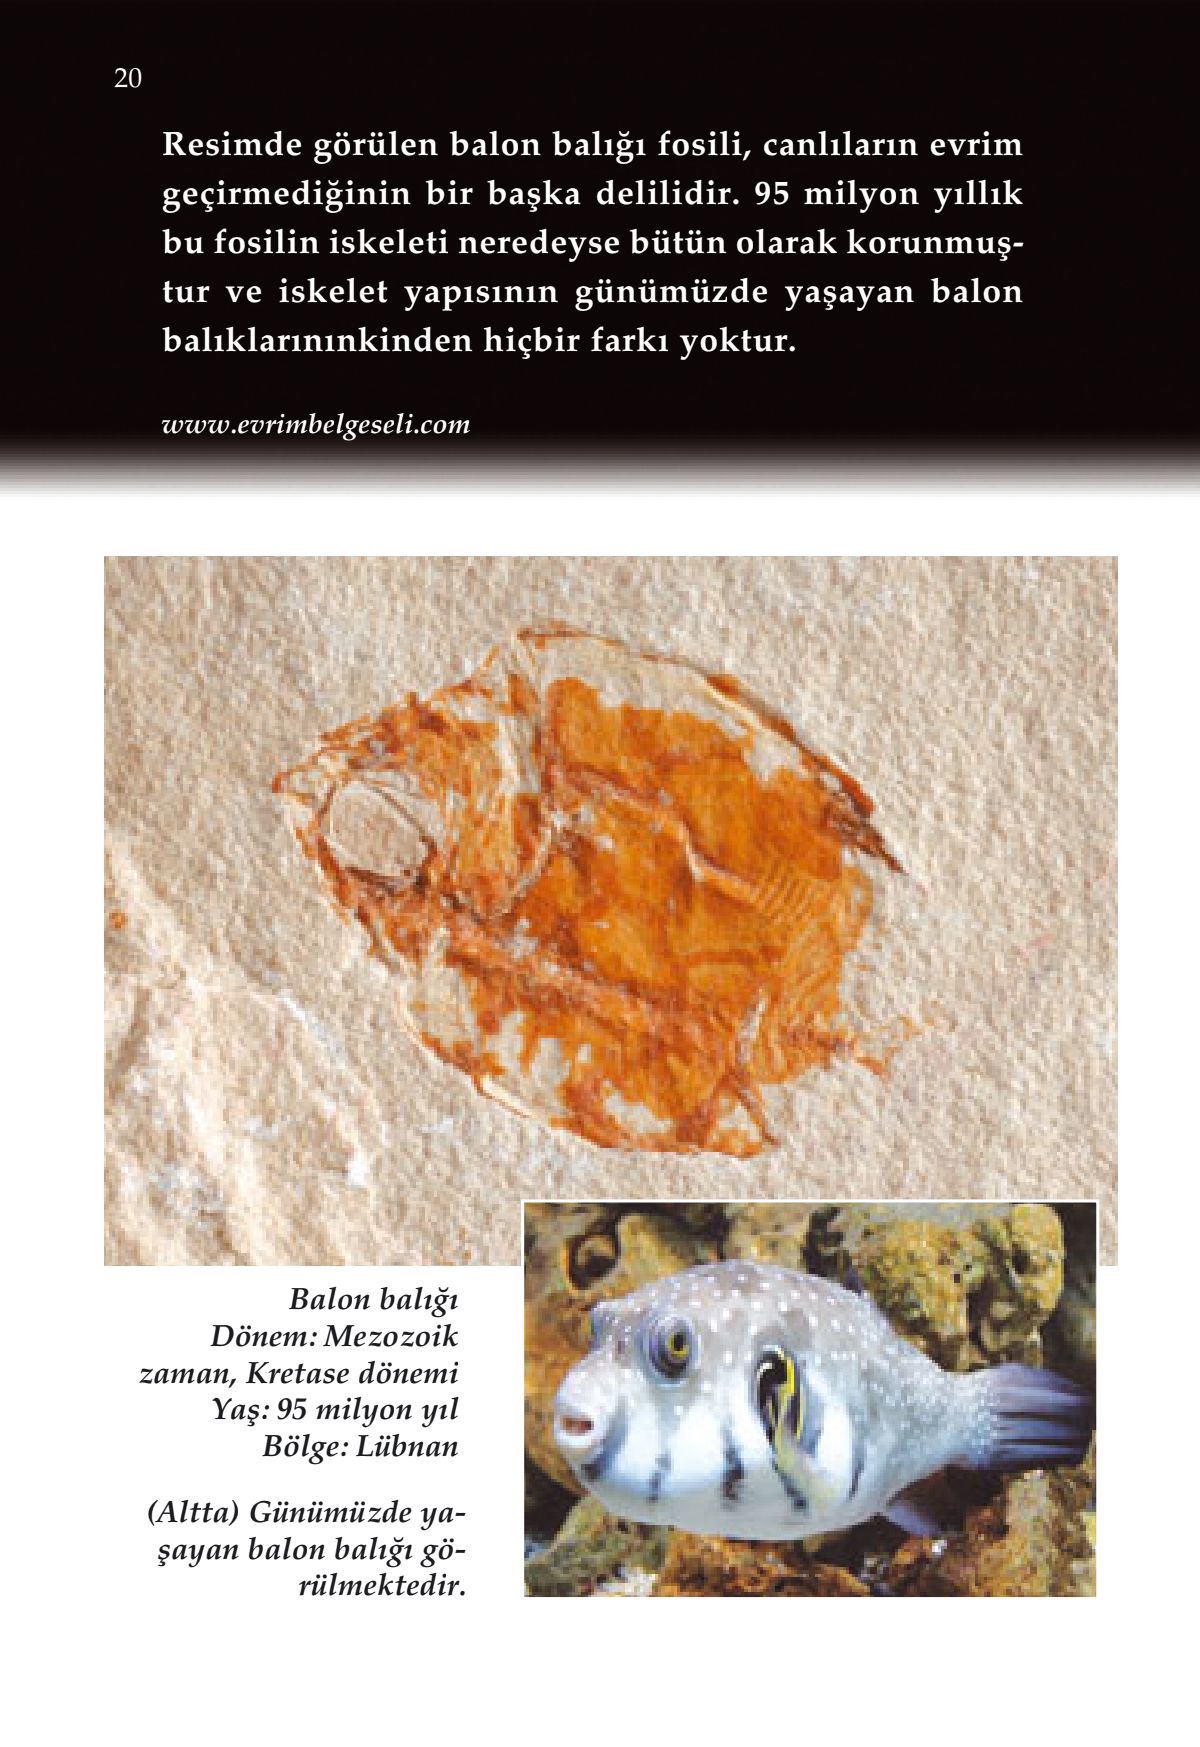 20
Resimde görülen balon balığı fosili, canlıların evrim
geçirmediğinin bir başka delilidir. 95 milyon yıllık
bu fosilin iskeleti neredeyse bütün olarak korunmuş-
tur ve iskelet yapısının günümüzde yaşayan balon
balıklarınınkinden hiçbir farkı yoktur.
www.evrimbelgeseli.com
Balon balığı
Dönem: Mezozoik
zaman, Kretase dönemi
Yaş: 95 milyon yıl
Bölge: Lübnan
(Altta) Günümüzde ya-
şayan balon balığı gö-
rülmektedir.